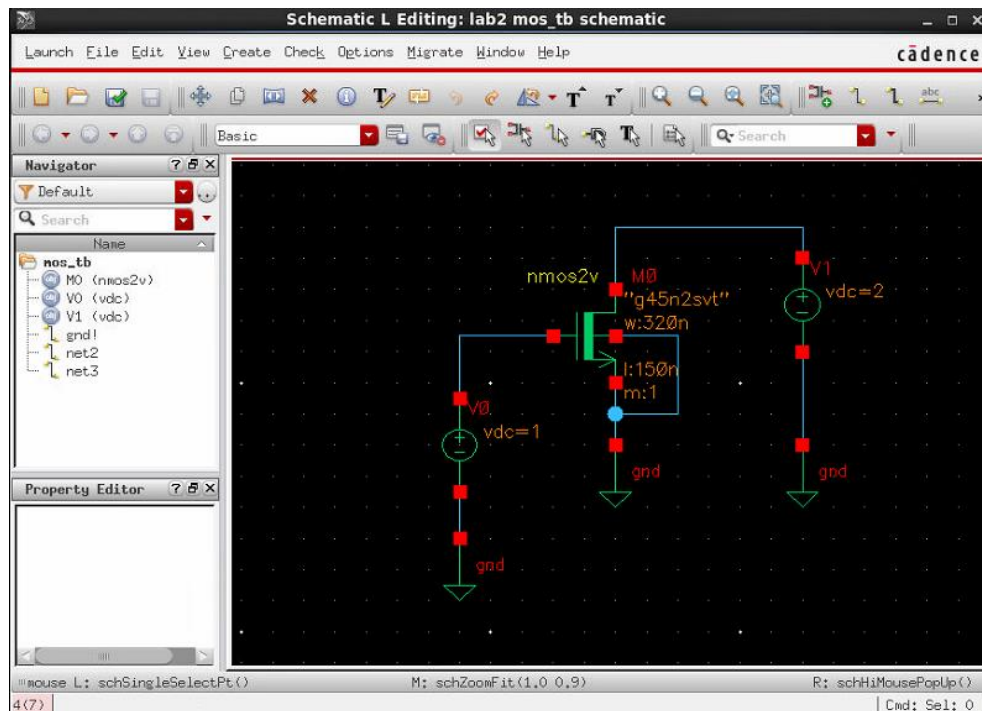 Schematic L Editing: lab2 mos_tb schematic
Launch File Edit View Create Check Options Migrate Window Help
cādence
abc
Basic
Search
Navigator
Default
Search
Name
mos_tb
M0 (nmos2v)
V0 (vdc)
V1 (vdc)
gnd!
net2
net3
Property Editor
nmos2v
M0
"g45n2svt"
w:320n
l:150n
m:1
V1
vdc=2
V0
vdc=1
gnd
gnd
gnd
mouse L: schSingleSelectPt()
M: schZoomFit(1.0 0.9)
R: schHiMousePopUp()
4(7)
Cmd: Sel: 0